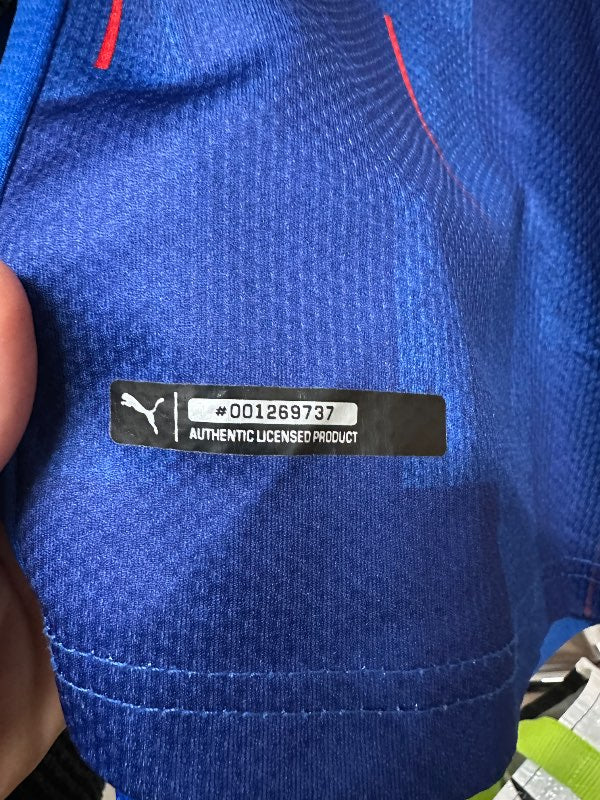 #001269737
AUTHENTIC LICENSED PRODUCT